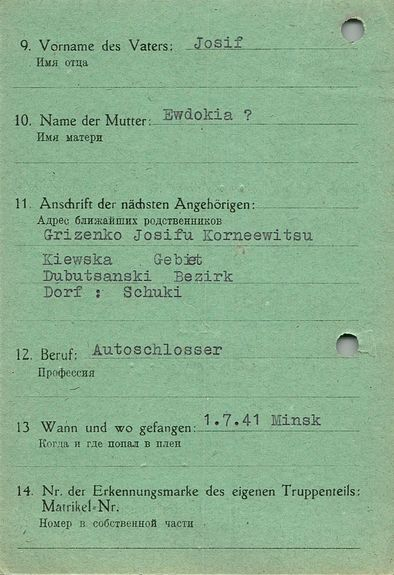 9. Vorname des Vaters: Josif
Имя отца
10. Name der Mutter: Ewdokia ?
Имя матери
11. Anschrift der nächsten Angehörigen:
Адрес ближайших родственников
Grizenko Josifu Korneewitsu
Kiewska Gebiet
Dubutsanski Bezirk
Dorf : Schuki
12. Beruf: Autoschlosser
Профессия
13 Wann und wo gefangen: 1.7.41 Minsk
Когда и где попал в плен
14. Nr. der Erkennungsmarke des eigenen Truppenteils:
Matrikel-Nr.
Номер в собственной части